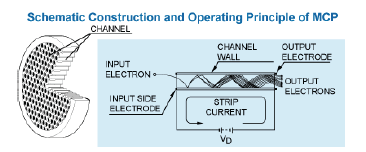 Schematic Construction and Operating Principle of MCP
CHANNEL
CHANNEL
WALL
OUTPUT
ELECTRODE
INPUT
ELECTRON
OUTPUT
ELECTRONS
INPUT SIDE
ELECTRODE
STRIP
CURRENT
VD